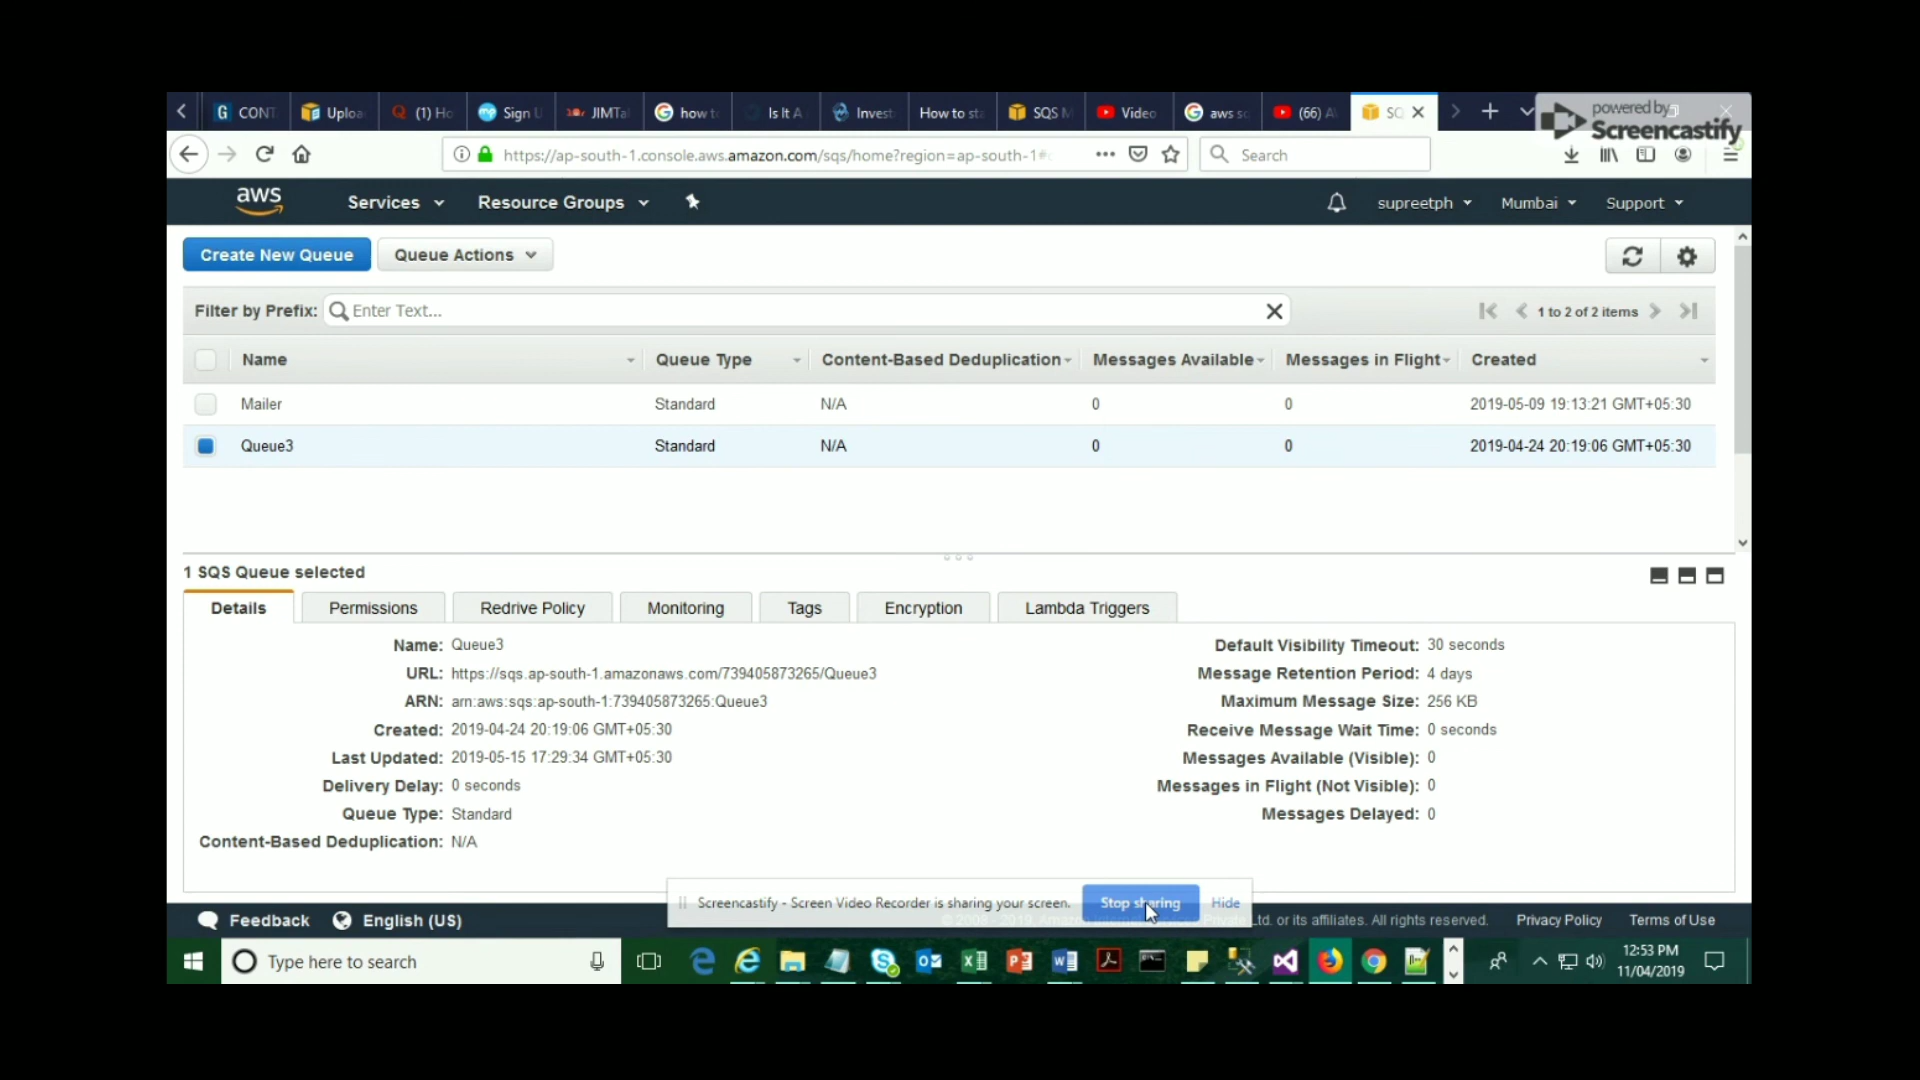 G CONT Uploa Q (1) Ho Sign U JIMTal how to Is It A Invest How to sta SQS M Video aws sc (66) A SQ
powered by
Screencastify
https://ap-south-1.console.aws.amazon.com/sqs/home?region=ap-south-1# Search
aws Services Resource Groups supreetph Mumbai Support
Create New Queue Queue Actions
Filter by Prefix: Enter Text... 1 to 2 of 2 items
Name Queue Type Content-Based Deduplication Messages Available Messages in Flight Created
Mailer Standard N/A 0 0 2019-05-09 19:13:21 GMT+05:30
Queue3 Standard N/A 0 0 2019-04-24 20:19:06 GMT+05:30
1 SQS Queue selected
Details Permissions Redrive Policy Monitoring Tags Encryption Lambda Triggers
Name: Queue3 Default Visibility Timeout: 30 seconds
URL: https://sqs.ap-south-1.amazonaws.com/739405873265/Queue3 Message Retention Period: 4 days
ARN: arn:aws:sqs:ap-south-1:739405873265:Queue3 Maximum Message Size: 256 KB
Created: 2019-04-24 20:19:06 GMT+05:30 Receive Message Wait Time: 0 seconds
Last Updated: 2019-05-15 17:29:34 GMT+05:30 Messages Available (Visible): 0
Delivery Delay: 0 seconds Messages in Flight (Not Visible): 0
Queue Type: Standard Messages Delayed: 0
Content-Based Deduplication: N/A
Screencastify - Screen Video Recorder is sharing your screen. Stop sharing Hide
Feedback English (US) Ltd. or its affiliates. All rights reserved. Privacy Policy Terms of Use
Type here to search 12:53 PM
11/04/2019